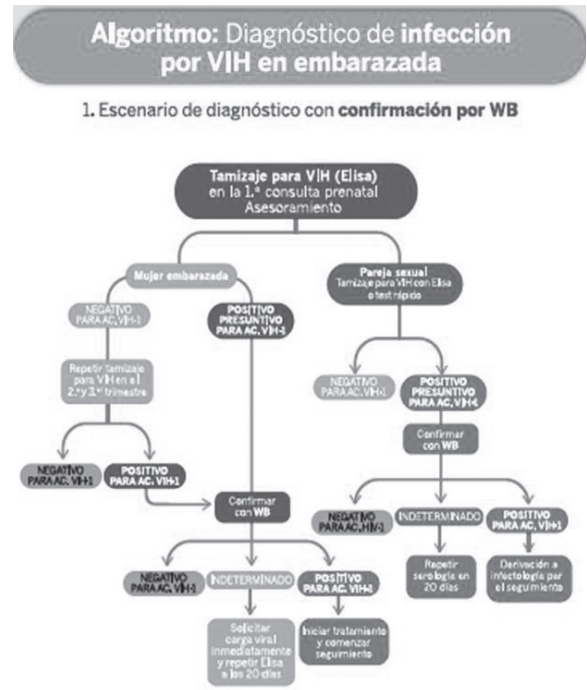 Algoritmo: Diagnóstico de infección
por VIH en embarazada
1. Escenario de diagnóstico con confirmación por WB
Tamizaje para VIH (Elisa)
en la 1.ª consulta prenatal
Asesoramiento
Mujer embarazada
Pareja sexual
Tamizaje para VIH con Elisa
o test rápido
NEGATIVO
PARA AC. VIH-1
POSITIVO
PRESUNTIVO
PARA AC. VIH-1
Repetir tamizaje
para VIH en el
2.º y 3.er trimestre
NEGATIVO
PARA AC. VIH-1
POSITIVO
PRESUNTIVO
PARA AC. VIH-1
Confirmar
con WB
NEGATIVO
PARA AC. VIH-1
POSITIVO
PARA AC. VIH-1
Confirmar
con WB
NEGATIVO
PARA AC. HIV-1
INDETERMINADO
POSITIVO
PARA AC. VIH-1
Repetir
serología en
20 días
Derivación a
infectología par
el seguimiento
NEGATIVO
PARA AC. VIH-1
INDETERMINADO
POSITIVO
PARA AC. VIH-1
Solicitar
carga viral
inmediatamente
y repetir Elisa
a los 20 días
Iniciar tratamiento
y comenzar
seguimiento